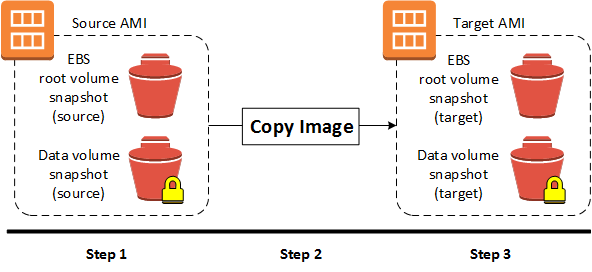 Source AMI
EBS
root volume
snapshot
(source)
Data volume
snapshot
(source)
Copy Image
Target AMI
EBS
root volume
snapshot
(target)
Data volume
snapshot
(target)
Step 1
Step 2
Step 3